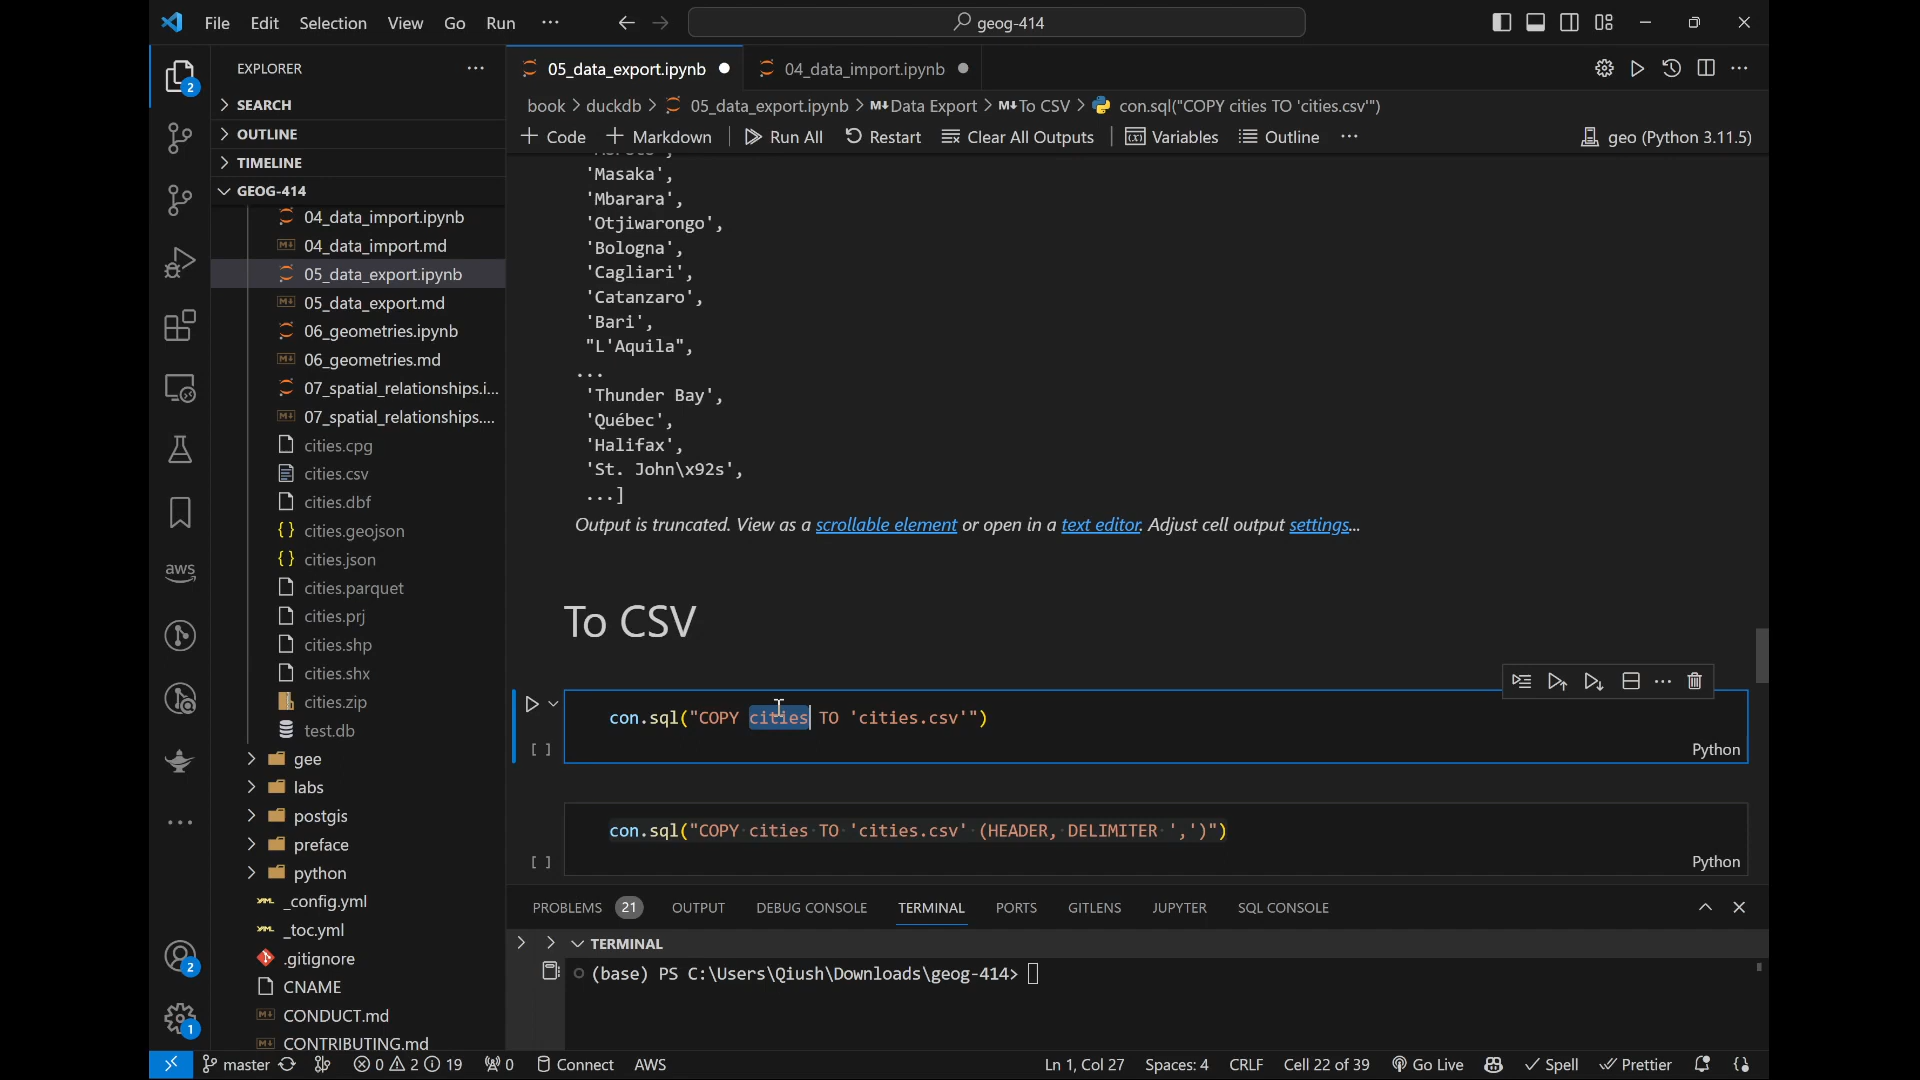 File Edit Selection View Go Run ...
geog-414
EXPLORER
SEARCH
OUTLINE
TIMELINE
GEOG-414
04_data_import.ipynb
04_data_import.md
05_data_export.ipynb
05_data_export.md
06_geometries.ipynb
06_geometries.md
07_spatial_relationships.i...
07_spatial_relationships....
cities.cpg
cities.csv
cities.dbf
cities.geojson
cities.json
cities.parquet
cities.prj
cities.shp
cities.shx
cities.zip
test.db
gee
labs
postgis
preface
python
_config.yml
_toc.yml
.gitignore
CNAME
CONDUCT.md
CONTRIBUTING.md
2
aws
2
1
05_data_export.ipynb 04_data_import.ipynb
book > duckdb > 05_data_export.ipynb > M↓Data Export > M↓To CSV > con.sql("COPY cities TO 'cities.csv'")
+ Code + Markdown Run All Restart Clear All Outputs Variables Outline ... geo (Python 3.11.5)
'Masaka',
'Mbarara',
'Otjiwarongo',
'Bologna',
'Cagliari',
'Catanzaro',
'Bari',
"L'Aquila",
...
'Thunder Bay',
'Québec',
'Halifax',
'St. John\x92s',
...]
Output is truncated. View as a scrollable element or open in a text editor. Adjust cell output settings...
To CSV
con.sql("COPY cities TO 'cities.csv'")
[ ] Python
con.sql("COPY cities TO 'cities.csv' (HEADER, DELIMITER ',')")
[ ] Python
PROBLEMS 21 OUTPUT DEBUG CONSOLE TERMINAL PORTS GITLENS JUPYTER SQL CONSOLE
TERMINAL
(base) PS C:\Users\Qiush\Downloads\geog-414>
master 0 2 19 0 Connect AWS Ln 1, Col 27 Spaces: 4 CRLF Cell 22 of 39 Go Live Spell Prettier